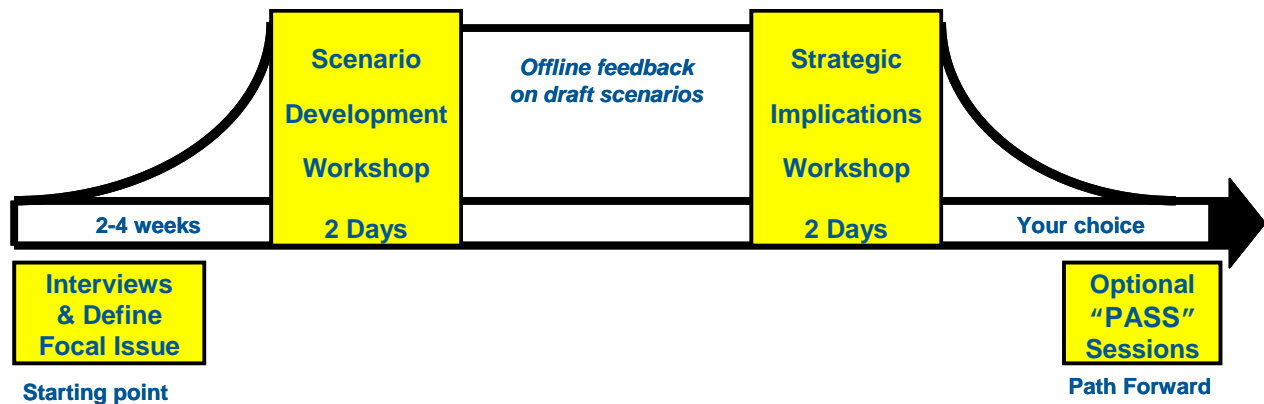 Scenario
Development
Workshop
2 Days
Offline feedback
on draft scenarios
Strategic
Implications
Workshop
2 Days
2-4 weeks
Your choice
Interviews
& Define
Focal Issue
Starting point
Optional
“PASS”
Sessions
Path Forward